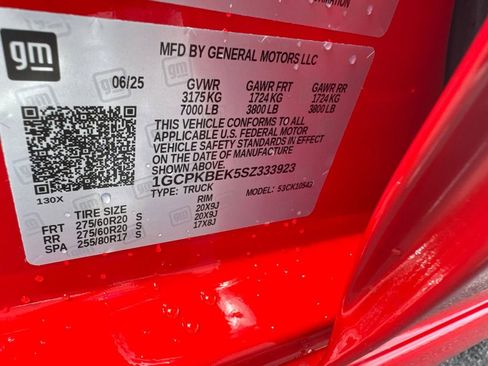 FORMATION
gm
MFD BY GENERAL MOTORS LLC
06/25 GVWR GAWR FRT GAWR RR
3175 KG 1724 KG 1724 KG
7000 LB 3800 LB 3800 LB
THIS VEHICLE CONFORMS TO ALL
APPLICABLE U.S. FEDERAL MOTOR
VEHICLE SAFETY STANDARDS IN EFFECT
ON THE DATE OF MANUFACTURE
SHOWN ABOVE
1GCPKBEK5SZ333923
TYPE: TRUCK MODEL: S3CK10543
130X
TIRE SIZE RIM
FRT 275/60R20 S 20X9J
RR 275/60R20 S 20X9J
SPA 255/80R17 S 17X8J